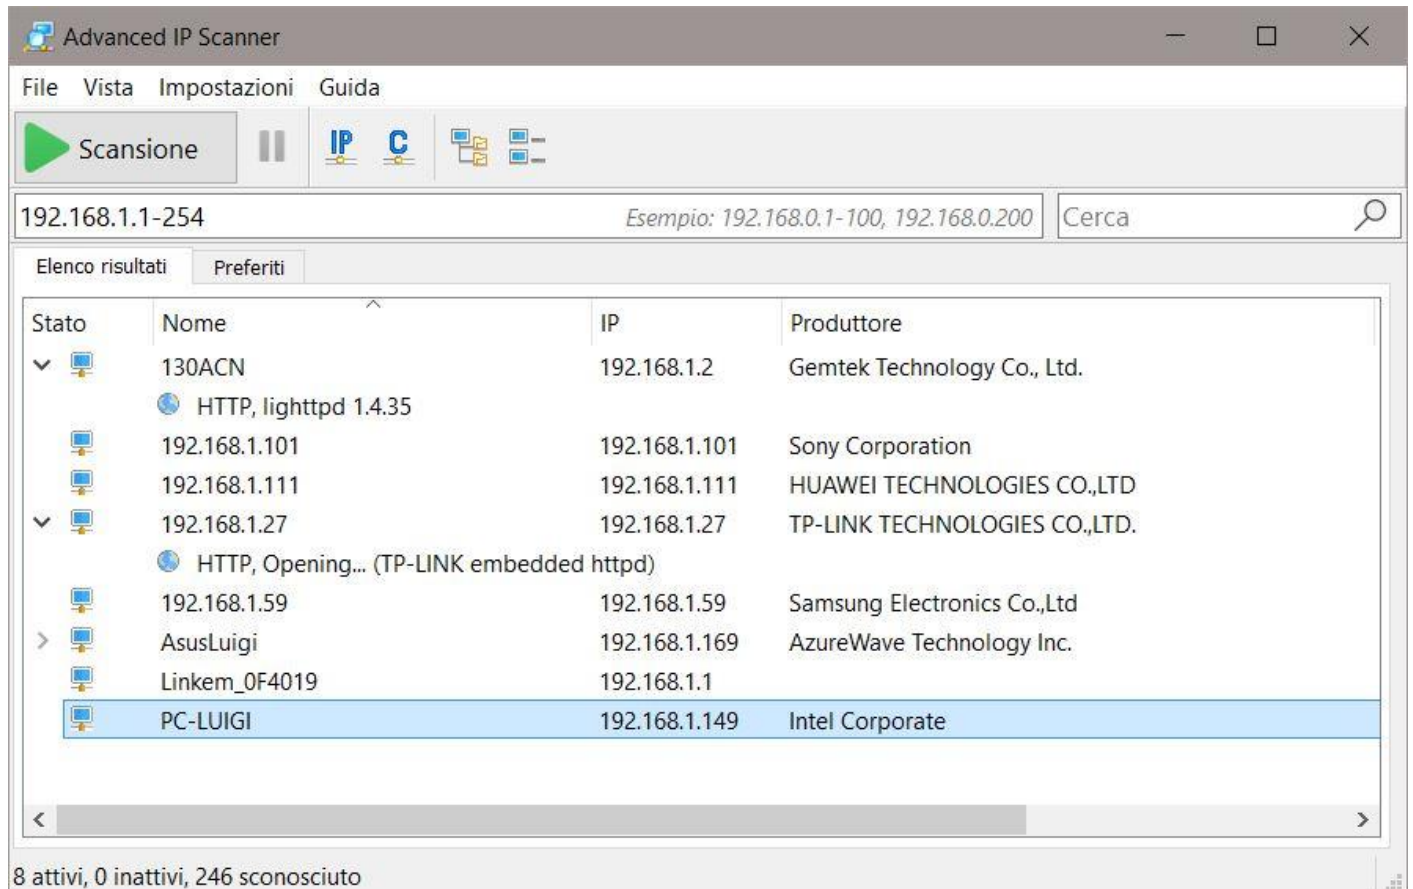 Advanced IP Scanner
File Vista Impostazioni Guida
Scansione IP C
192.168.1.1-254 Esempio: 192.168.0.1-100, 192.168.0.200 Cerca
Elenco risultati Preferiti
Stato Nome IP Produttore
130ACN 192.168.1.2 Gemtek Technology Co., Ltd.
HTTP, lighttpd 1.4.35
192.168.1.101 192.168.1.101 Sony Corporation
192.168.1.111 192.168.1.111 HUAWEI TECHNOLOGIES CO.,LTD
192.168.1.27 192.168.1.27 TP-LINK TECHNOLOGIES CO.,LTD.
HTTP, Opening... (TP-LINK embedded httpd)
192.168.1.59 192.168.1.59 Samsung Electronics Co.,Ltd
AsusLuigi 192.168.1.169 AzureWave Technology Inc.
Linkem_0F4019 192.168.1.1
PC-LUIGI 192.168.1.149 Intel Corporate
8 attivi, 0 inattivi, 246 sconosciuto